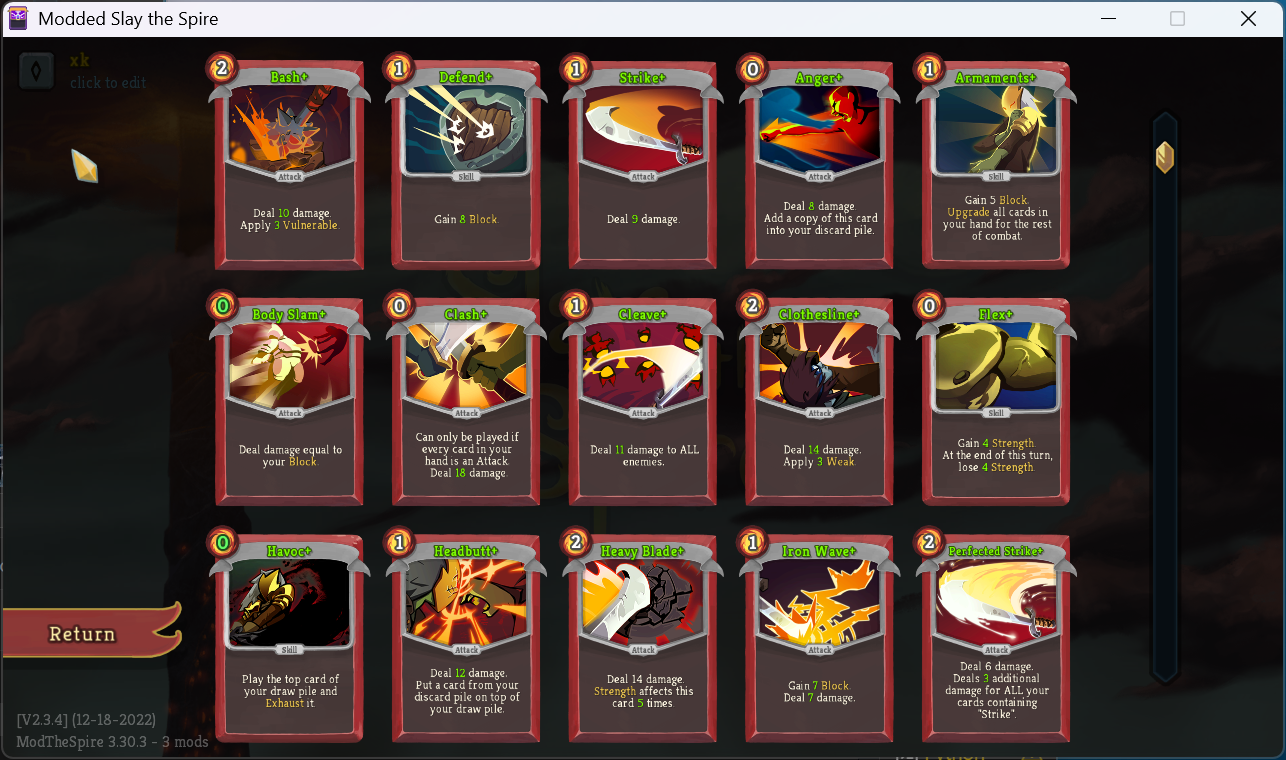 Modded Slay the Spire
xk
click to edit
2
Bash+
Attack
Deal 10 damage.
Apply 3 Vulnerable.
1
Defend+
Skill
Gain 8 Block.
1
Strike+
Attack
Deal 9 damage.
0
Anger+
Attack
Deal 8 damage.
Add a copy of this card
into your discard pile.
1
Armaments+
Skill
Gain 5 Block.
Upgrade all cards in
your hand for the rest
of combat.
0
Body Slam+
Attack
Deal damage equal to
your Block.
0
Clash+
Attack
Can only be played if
every card in your
hand is an Attack.
Deal 18 damage.
1
Cleave+
Attack
Deal 11 damage to ALL
enemies.
2
Clothesline+
Attack
Deal 14 damage.
Apply 3 Weak.
0
Flex+
Skill
Gain 4 Strength.
At the end of this turn,
lose 4 Strength.
0
Havoc+
Skill
Play the top card of
your draw pile and
Exhaust it.
1
Headbutt+
Attack
Deal 12 damage.
Put a card from your
discard pile on top of
your draw pile.
2
Heavy Blade+
Attack
Deal 14 damage.
Strength affects this
card 5 times.
1
Iron Wave+
Attack
Gain 7 Block.
Deal 7 damage.
2
Perfected Strike+
Attack
Deal 6 damage.
Deals 3 additional
damage for ALL your
cards containing
"Strike".
Return
[V2.3.4] (12-18-2022)
ModTheSpire 3.30.3 - 3 mods